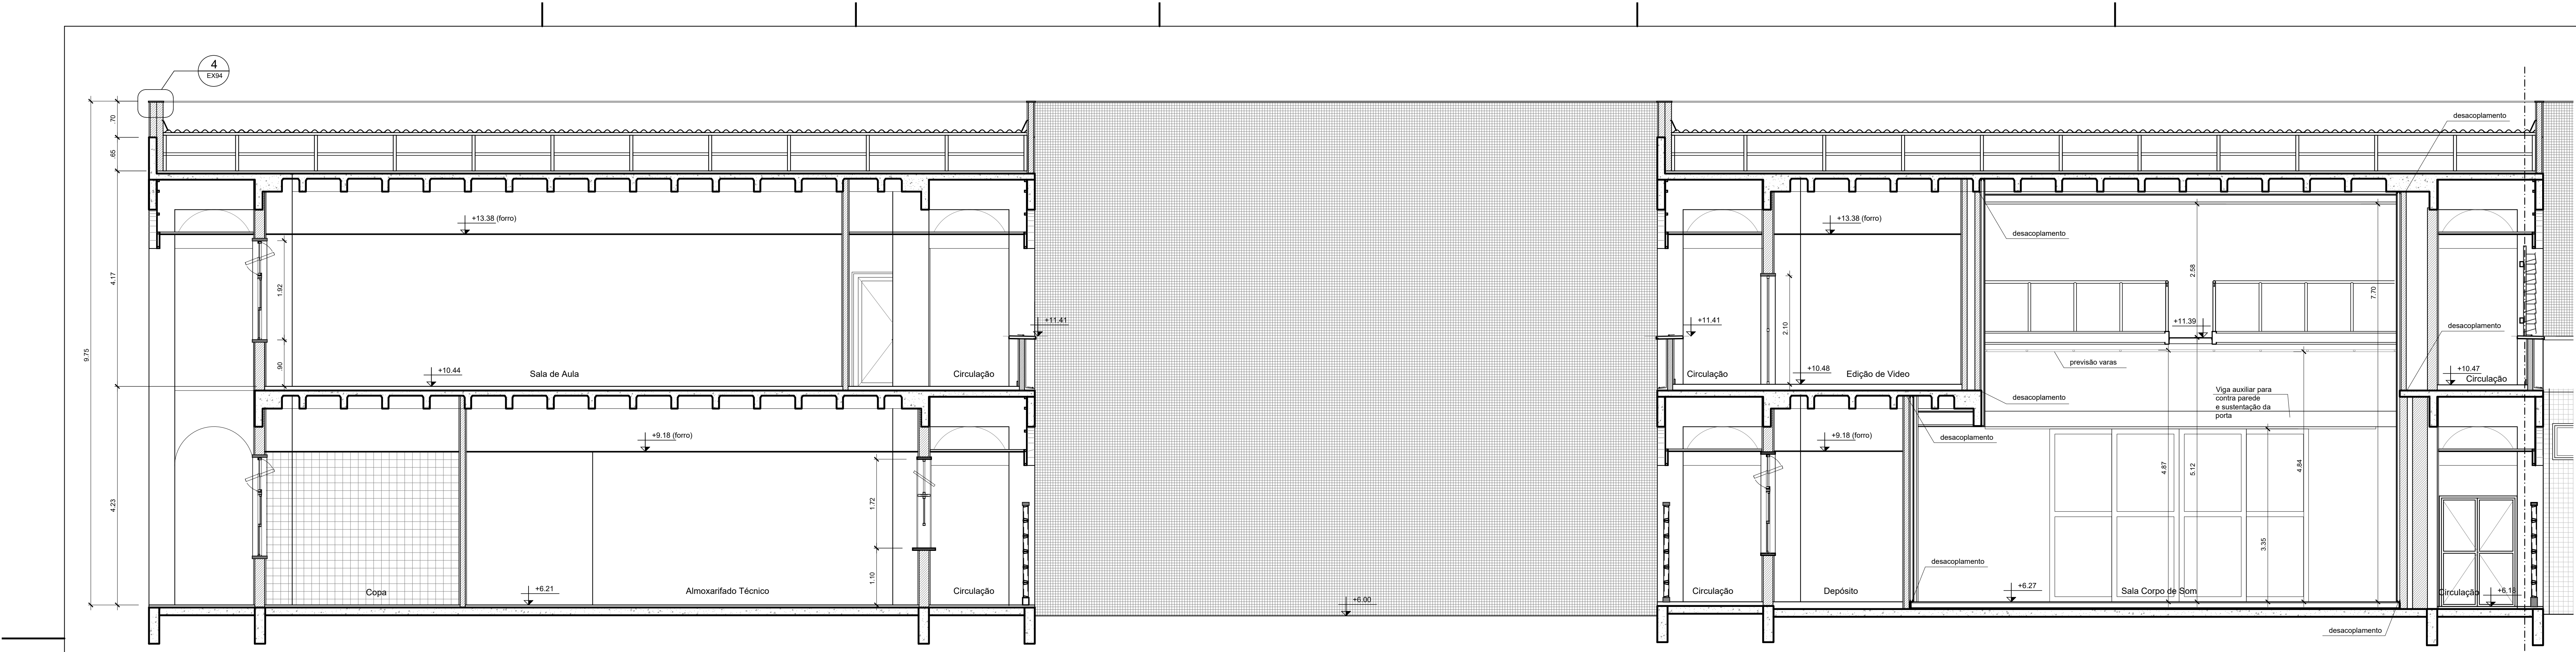 4
EX94
desacoplamento
.70
.65
4.17
4.23
9.75
+13.38 (forro)
1.92
.90
+10.44
Sala de Aula
Circulação
+11.41
+9.18 (forro)
1.72
1.10
Copa
+6.21
Almoxarifado Técnico
Circulação
+6.00
+13.38 (forro)
desacoplamento
2.58
7.70
+11.41
2.10
+11.39
desacoplamento
previsão varas
Circulação
+10.48
Edição de Video
+10.47
Circulação
desacoplamento
Viga auxiliar para
contra parede
e sustentação da
porta
+9.18 (forro)
desacoplamento
4.87
5.12
4.84
3.35
desacoplamento
Circulação
Depósito
+6.27
Sala Corpo de Som
Circulação
+6.18
desacoplamento